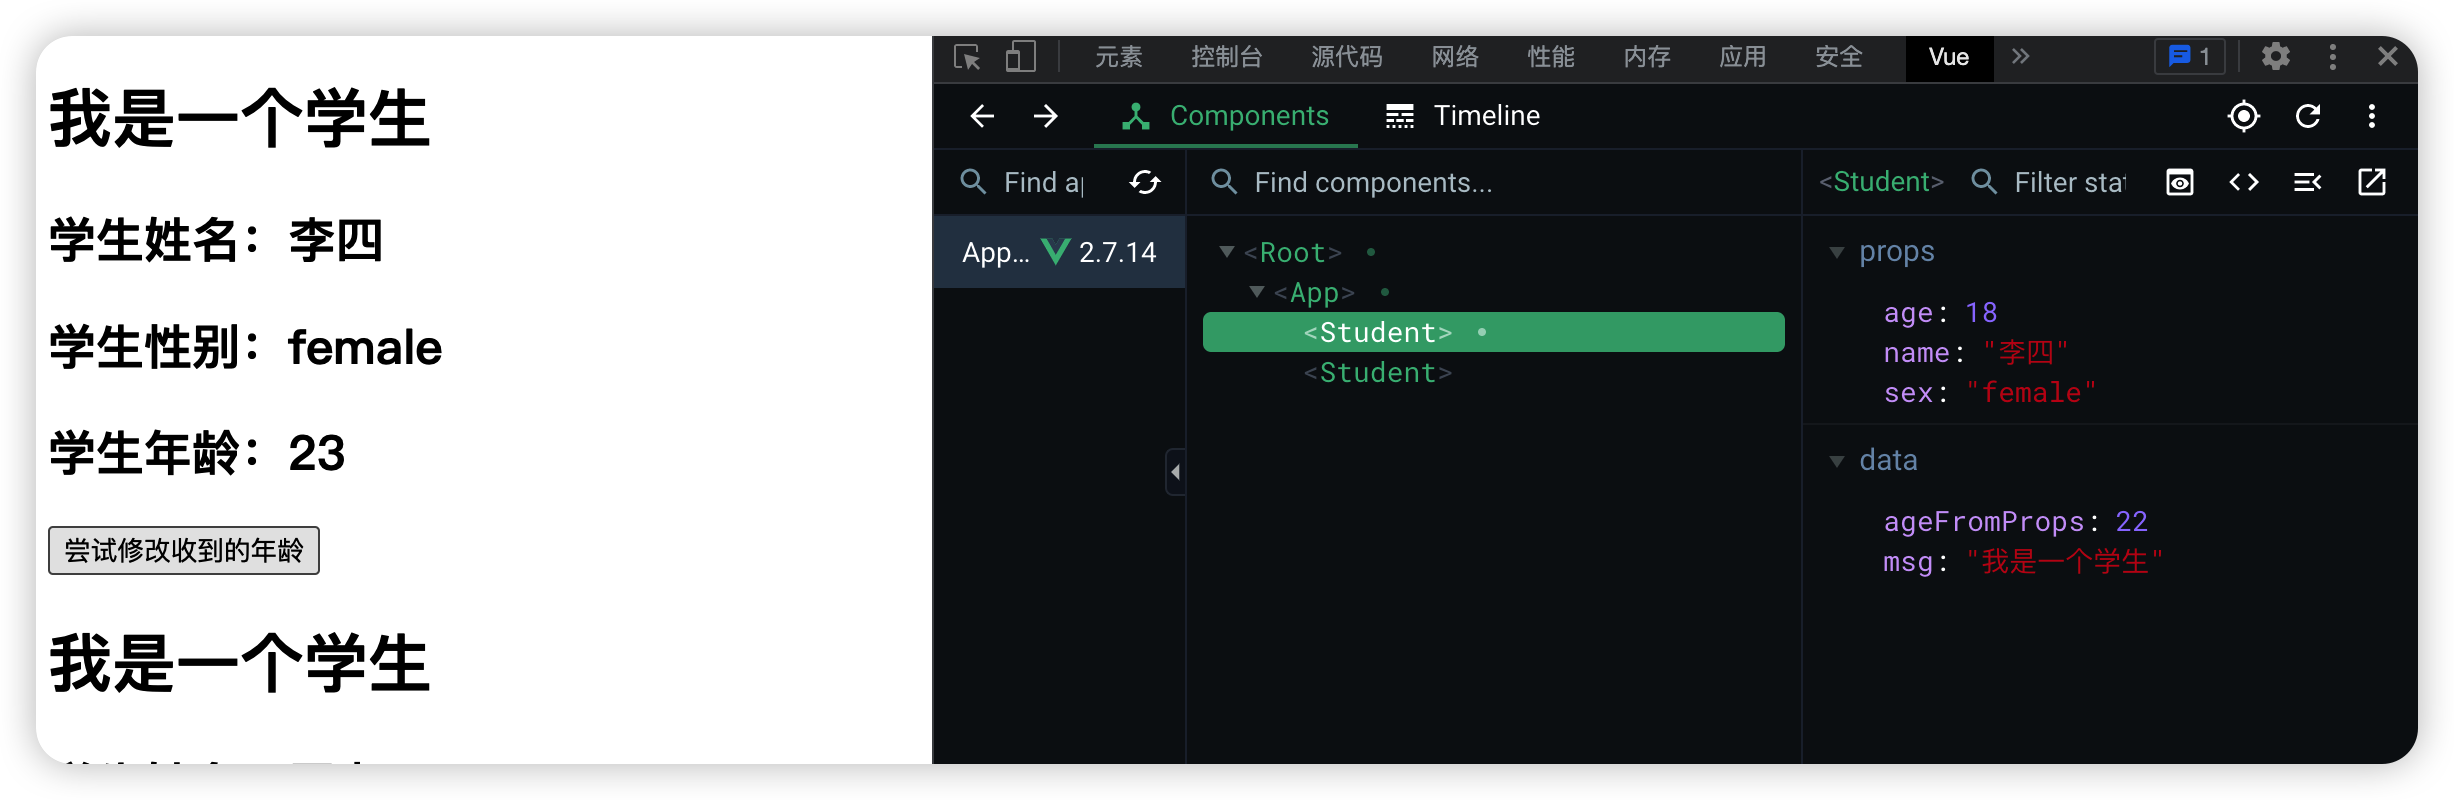 我是一个学生
学生姓名：李四
学生性别：female
学生年龄：23
尝试修改收到的年龄
我是一个学生
元素 控制台 源代码 网络 性能 内存 应用 安全 Vue 1
Components Timeline
Find ap
Find components...
<Student> Filter stat
App... 2.7.14
<Root>
<App>
<Student>
<Student>
props
age: 18
name: "李四"
sex: "female"
data
ageFromProps: 22
msg: "我是一个学生"